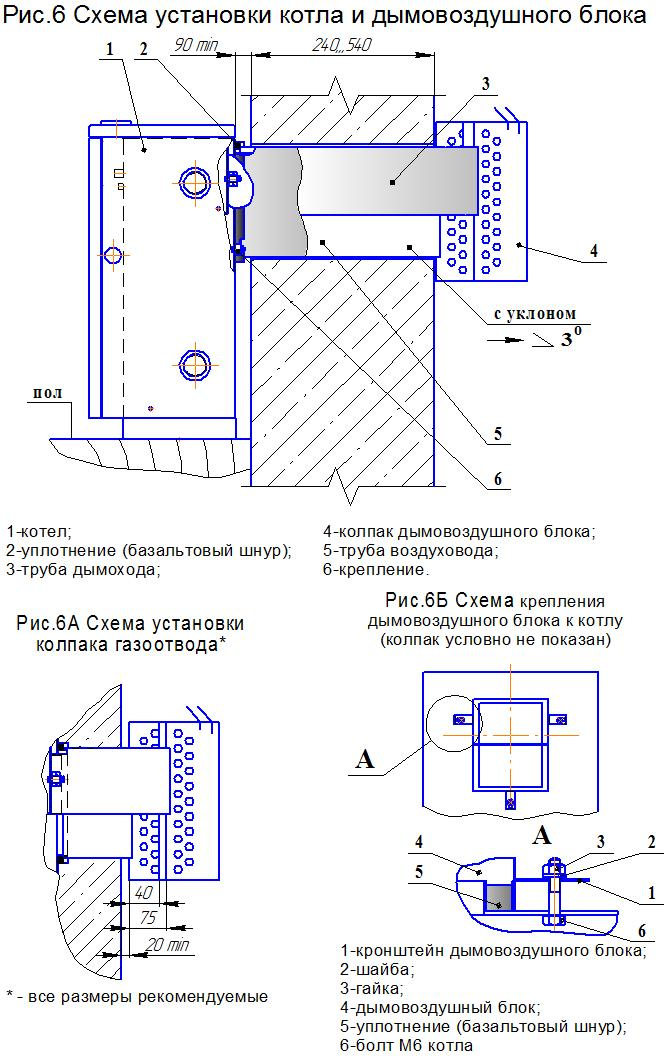 Рис.6 Схема установки котла и дымовоздушного блока
90 min
240,,,540
1
2
3
4
с уклоном
3⁰
пол
5
6
1-котел;
2-уплотнение (базальтовый шнур);
3-труба дымохода;
4-колпак дымовоздушного блока;
5-труба воздуховода;
6-крепление.
Рис.6А Схема установки
колпака газоотвода*
40
75
20 min
* - все размеры рекомендуемые
Рис.6Б Схема крепления
дымовоздушного блока к котлу
(колпак условно не показан)
А
А
4
3
2
5
1
6
1-кронштейн дымовоздушного блока;
2-шайба;
3-гайка;
4-дымовоздушный блок;
5-уплотнение (базальтовый шнур);
6-болт М6 котла